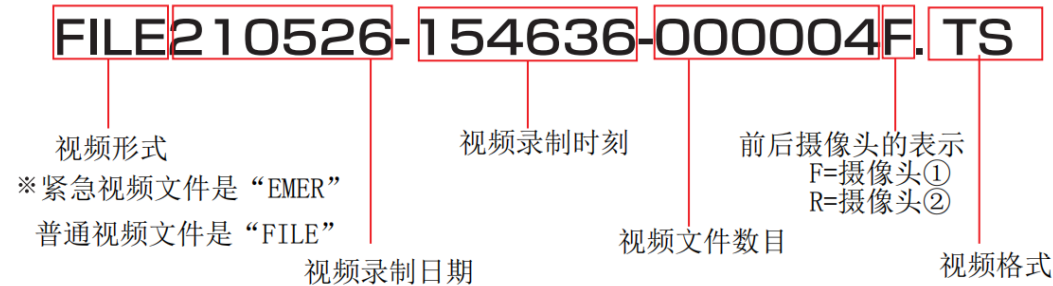 FILE210526-154636-000004F. TS
视频形式
※紧急视频文件是“EMER”
普通视频文件是“FILE”
视频录制日期
视频录制时刻
视频文件数目
前后摄像头的表示
F=摄像头①
R=摄像头②
视频格式